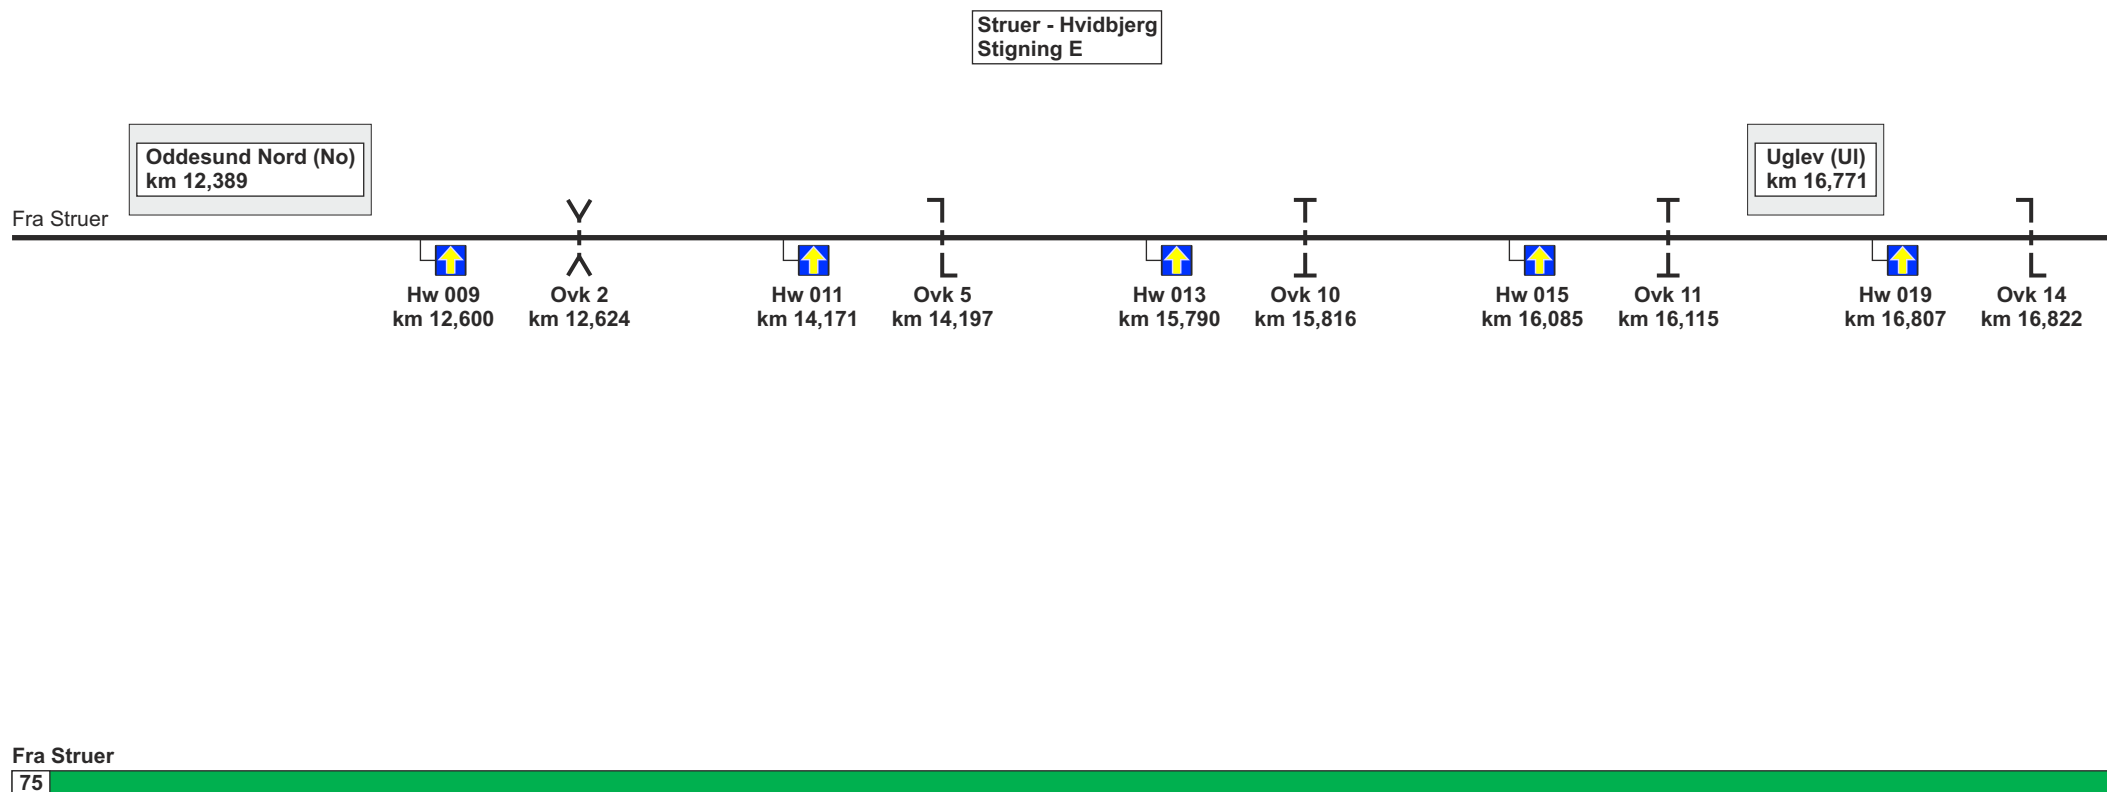 Struer - Hvidbjerg
Stigning E
Oddesund Nord (No)
km 12,389
Uglev (Ul)
km 16,771
Fra Struer
Hw 009
km 12,600
Ovk 2
km 12,624
Hw 011
km 14,171
Ovk 5
km 14,197
Hw 013
km 15,790
Ovk 10
km 15,816
Hw 015
km 16,085
Ovk 11
km 16,115
Hw 019
km 16,807
Ovk 14
km 16,822
Fra Struer
75